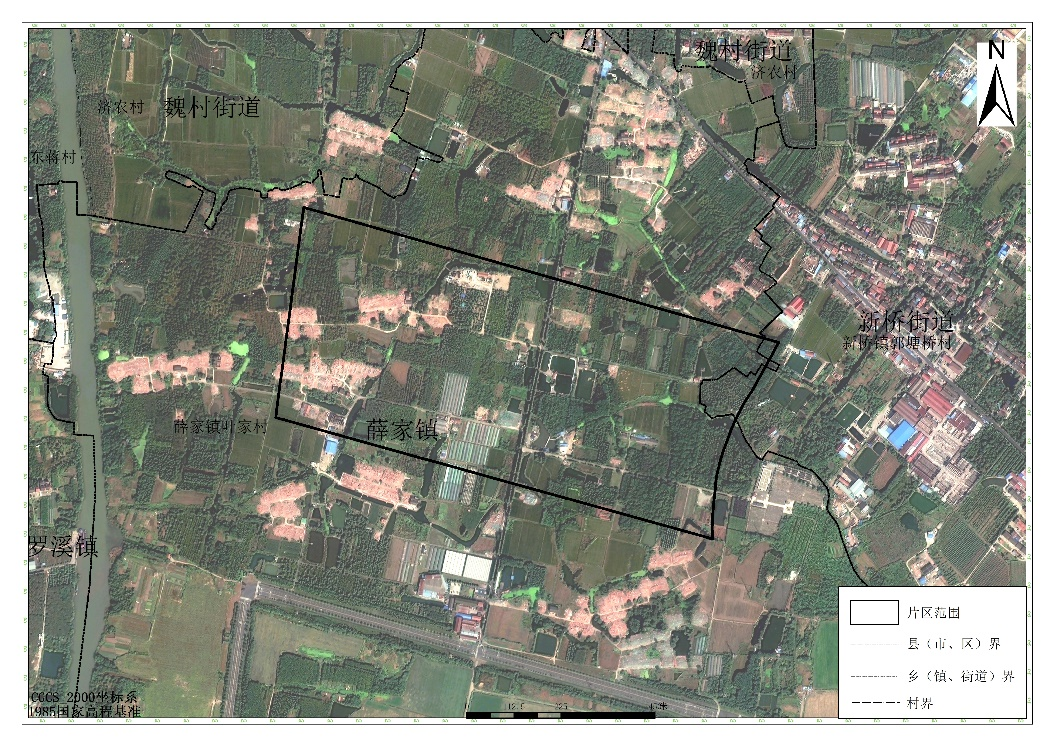 魏村街道
济农村
N
济农村
魏村街道
东蒋村
新桥街道
新桥镇郭塘桥村
薛家镇叶家村
薛家镇
罗溪镇
片区范围
县（市、区）界
乡（镇、街道）界
村界
CGCS 2000坐标系
1985国家高程基准